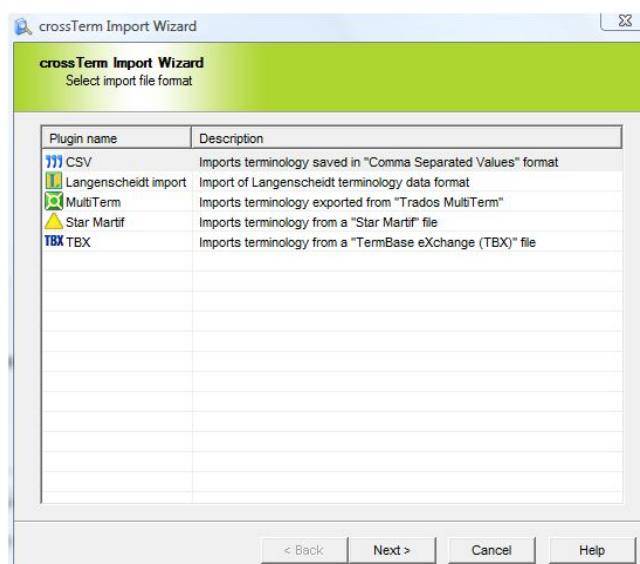 crossTerm Import Wizard
crossTerm Import Wizard
Select import file format
Plugin name Description
CSV Imports terminology saved in "Comma Separated Values" format
Langenscheidt import Import of Langenscheidt terminology data format
MultiTerm Imports terminology exported from "Trados MultiTerm"
Star Martif Imports terminology from a "Star Martif" file
TBX TBX Imports terminology from a "TermBase eXchange (TBX)" file
< Back Next > Cancel Help